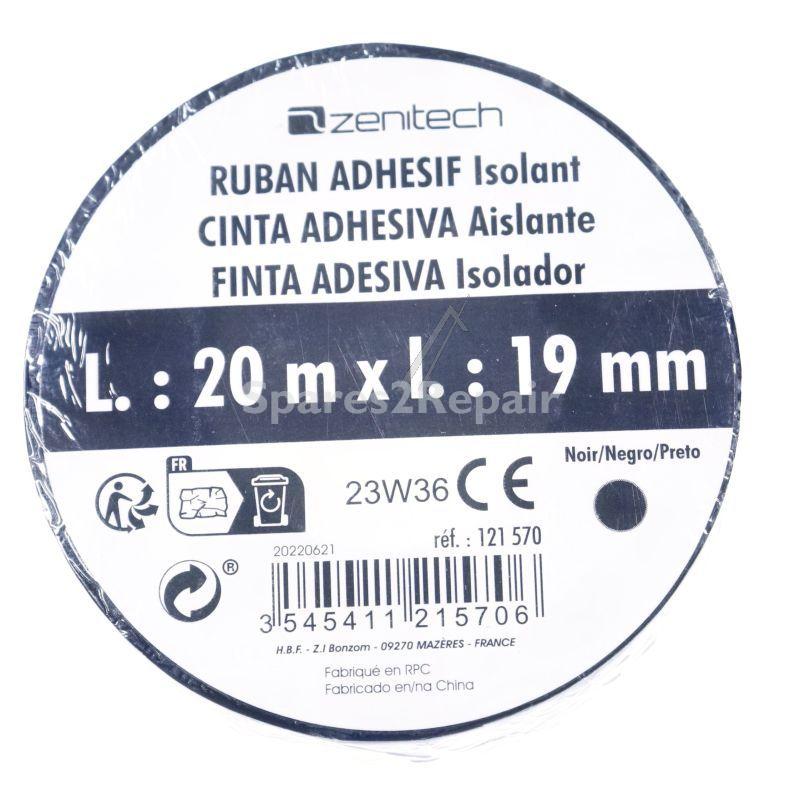 zenitech
RUBAN ADHESIF Isolant
CINTA ADHESIVA Aislante
FINTA ADESIVA Isolador
L. : 20 m x l. : 19 mm
Spares2Repair
Noir/Negro/Preto
FR
23W36 CE
réf. : 121 570
20220621
®
3 545411 215706
H.B.F. - Z.I Bonzom - 09270 MAZÈRES - FRANCE
Fabriqué en RPC
Fabricado en/na China